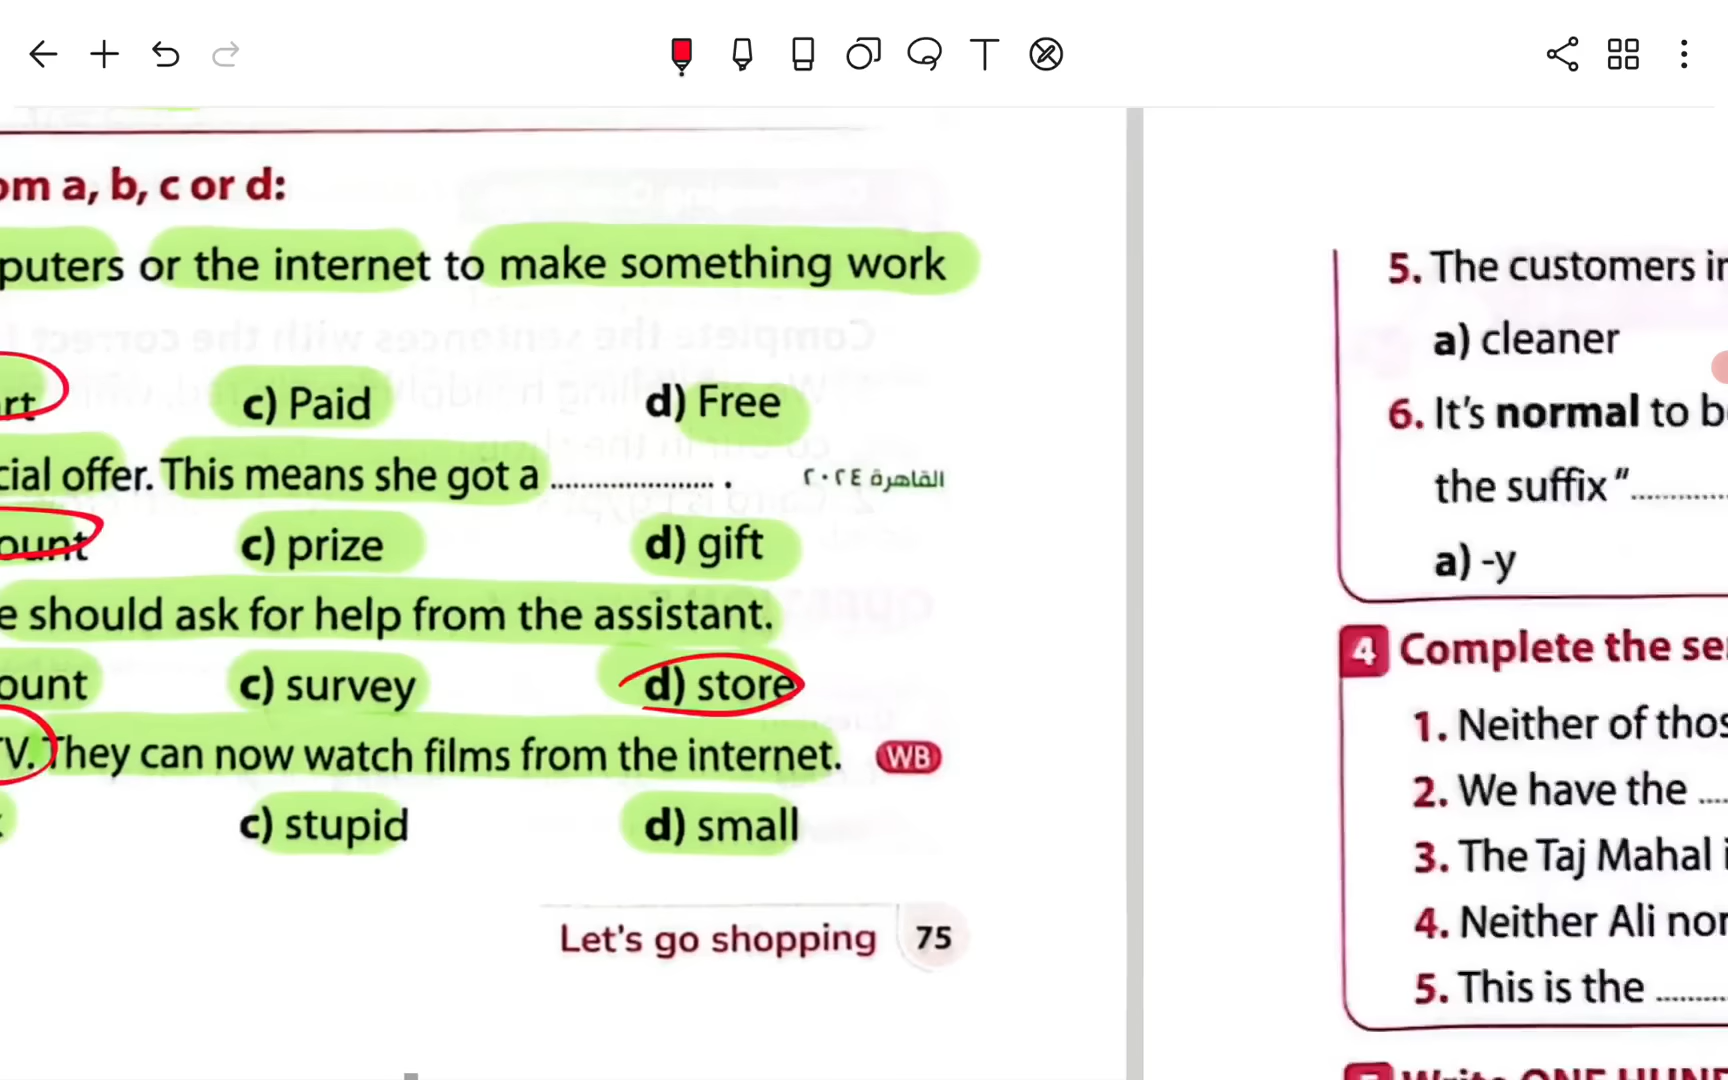 om a, b, c or d:
puters or the internet to make something work
rt c) Paid d) Free
cial offer. This means she got a .................... . القاهرة ٢٠٢٤
ount c) prize d) gift
e should ask for help from the assistant.
ount c) survey d) store
TV. They can now watch films from the internet. WB
c) stupid d) small
Let's go shopping 75
5. The customers in
a) cleaner
6. It's normal to b
the suffix "..........
a) -y
4 Complete the se
1. Neither of thos
2. We have the ....
3. The Taj Mahal i
4. Neither Ali nor
5. This is the ..........